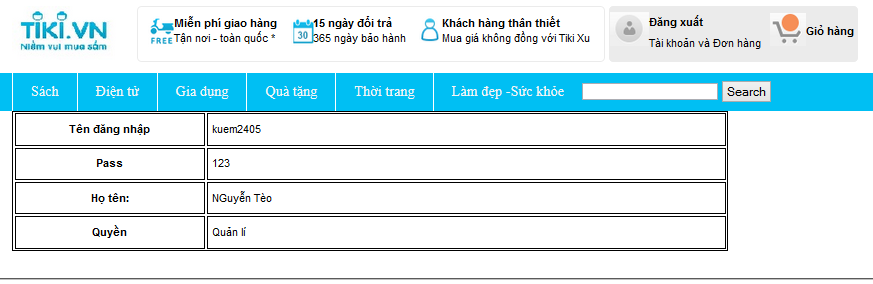 TIKI.VN
Niềm vui mua sắm
FREE
Miễn phí giao hàng
Tận nơi - toàn quốc *
30
15 ngày đổi trả
365 ngày bảo hành
Khách hàng thân thiết
Mua giá không đồng với Tiki Xu
Đăng xuất
Tài khoản và Đơn hàng
Giỏ hàng
Sách
Điện tử
Gia dụng
Quà tặng
Thời trang
Làm đẹp -Sức khỏe
Search
Tên đăng nhập kuem2405
Pass 123
Họ tên: NGuyễn Tèo
Quyền Quản lí